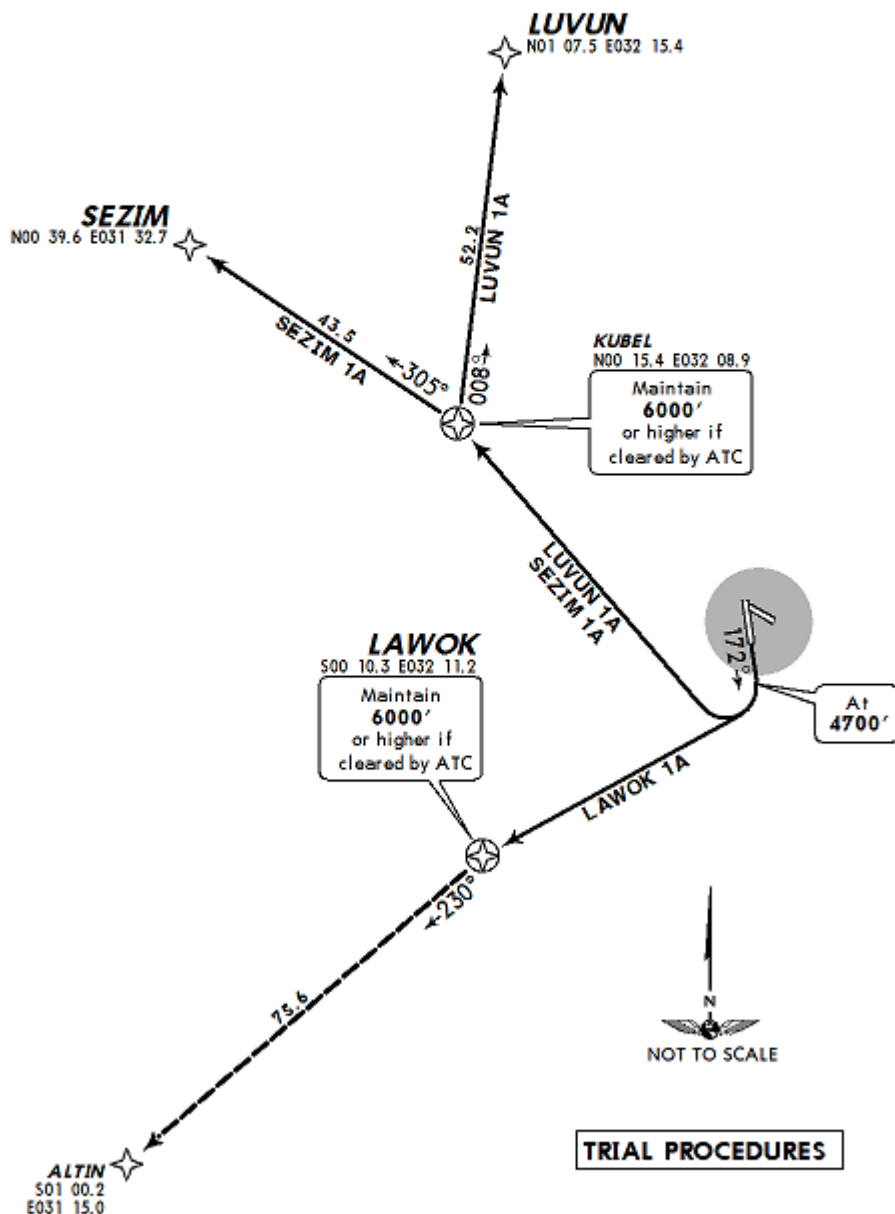 LUVUN
N01 07.5 E032 15.4
SEZIM
N00 39.6 E031 32.7
52.2
LUVUN 1A
43.5
SEZIM 1A
305°
008°
KUBEL
N00 15.4 E032 08.9
Maintain
6000'
or higher if
cleared by ATC
LUVUN 1A
SEZIM 1A
172°
LAWOK
S00 10.3 E032 11.2
Maintain
6000'
or higher if
cleared by ATC
At
4700'
LAWOK 1A
230°
75.6
N
NOT TO SCALE
TRIAL PROCEDURES
ALTIN
S01 00.2
E031 15.0